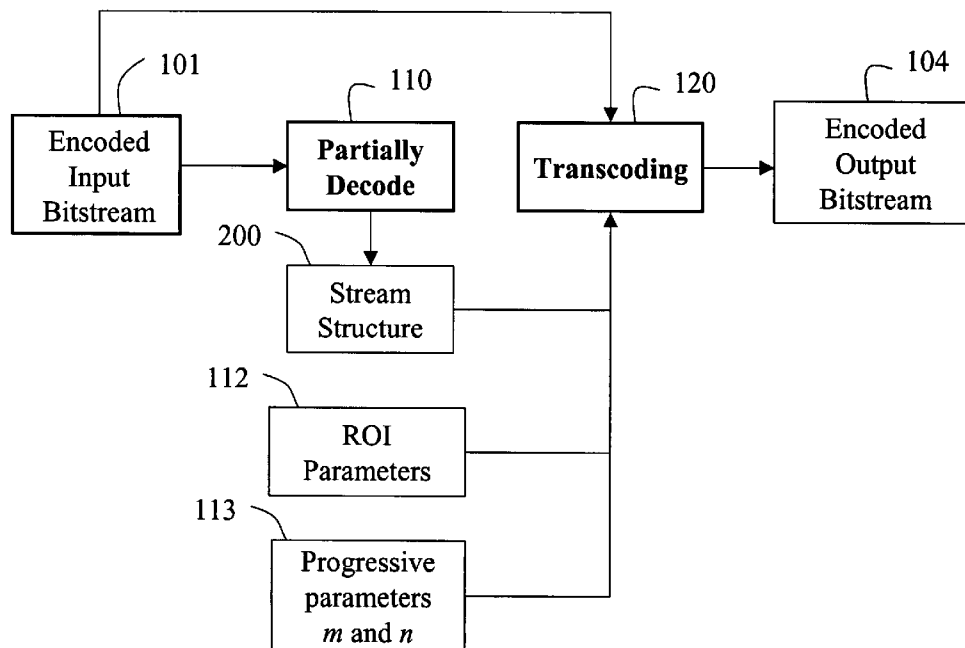 101
Encoded
Input
Bitstream
110
Partially
Decode
120
Transcoding
104
Encoded
Output
Bitstream
200
Stream
Structure
112
ROI
Parameters
113
Progressive
parameters
m and n